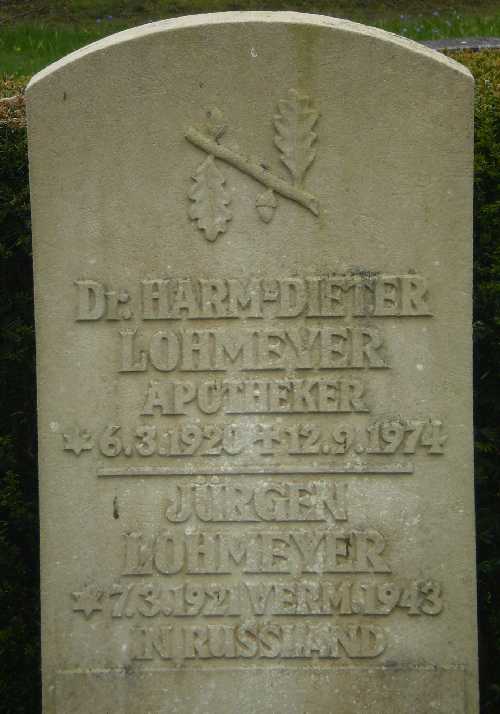 Dr. HARM-DIETER
LOHMEYER
APOTHEKER
* 6.3.1920 † 12.9.1974
JÜRGEN
LOHMEYER
* 7.3.1921 VERM. 1943
IN RUSSLAND